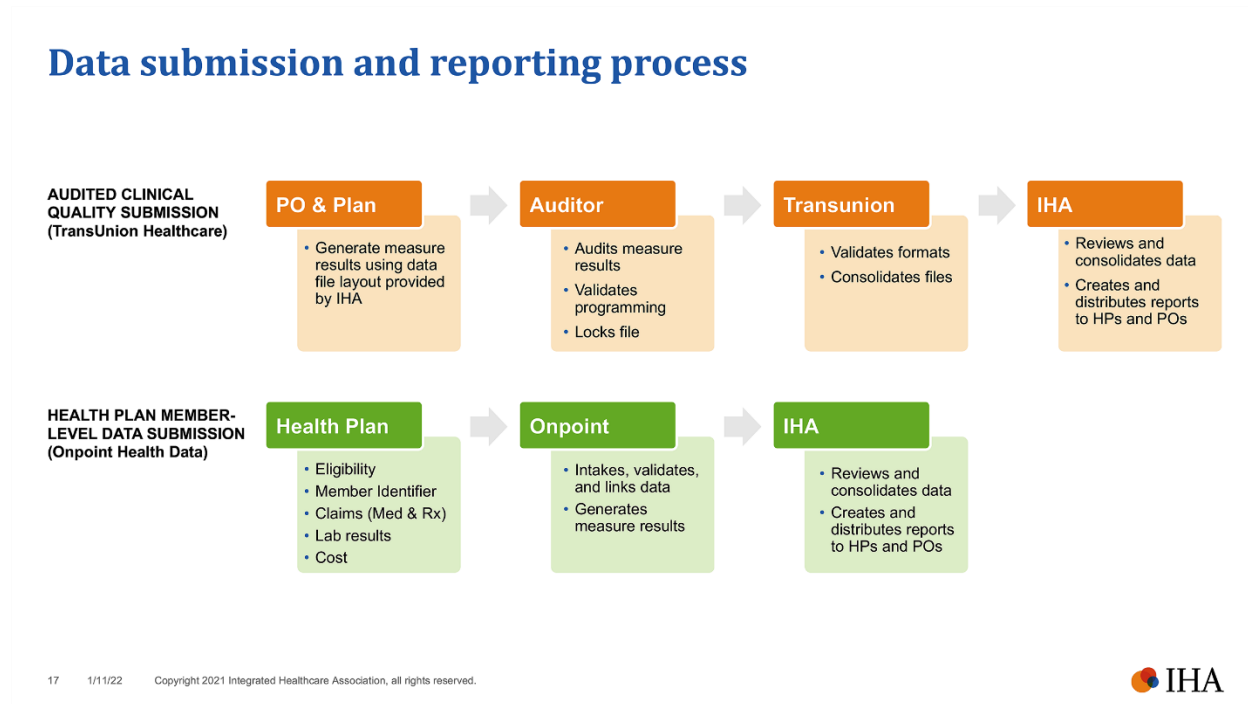 Data submission and reporting process
AUDITED CLINICAL
QUALITY SUBMISSION
(TransUnion Healthcare)
PO & Plan
• Generate measure
results using data
file layout provided
by IHA
Auditor
• Audits measure
results
• Validates
programming
• Locks file
Transunion
• Validates formats
• Consolidates files
IHA
• Reviews and
consolidates data
• Creates and
distributes reports
to HPs and POs
HEALTH PLAN MEMBER-
LEVEL DATA SUBMISSION
(Onpoint Health Data)
Health Plan
• Eligibility
• Member Identifier
• Claims (Med & Rx)
• Lab results
• Cost
Onpoint
• Intakes, validates,
and links data
• Generates
measure results
IHA
• Reviews and
consolidates data
• Creates and
distributes reports
to HPs and POs
17 1/11/22 Copyright 2021 Integrated Healthcare Association, all rights reserved.
IHA